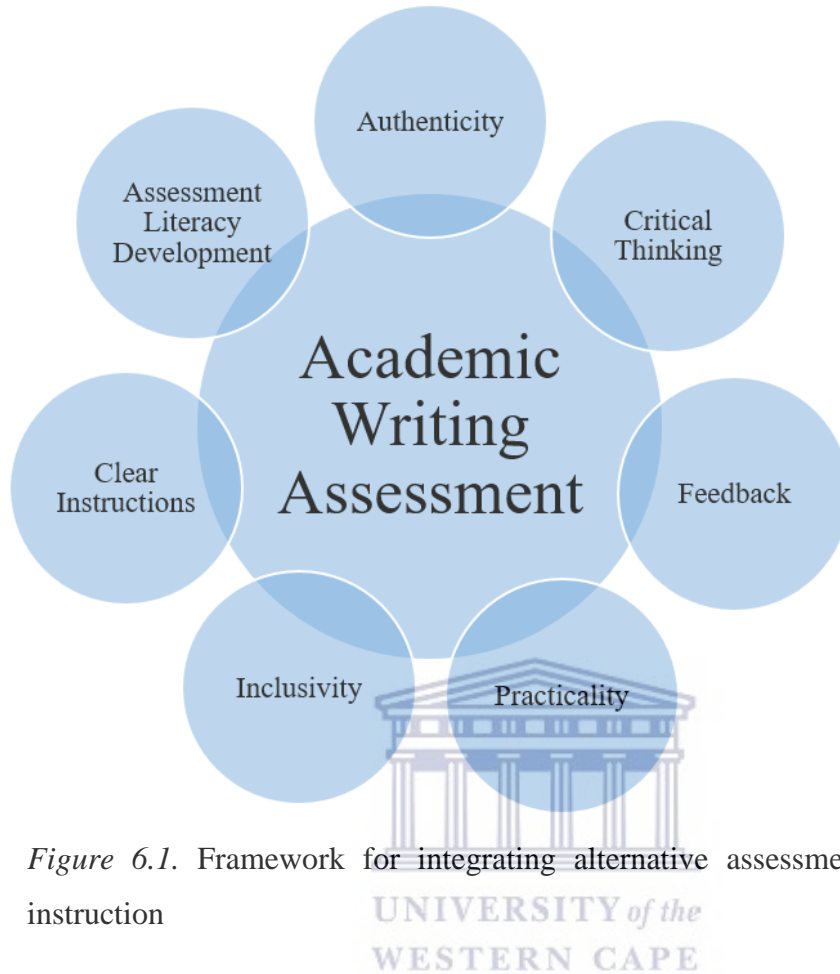 Authenticity
Assessment
Literacy
Development
Critical
Thinking
Academic
Writing
Assessment
Clear
Instructions
Feedback
Inclusivity
Practicality
Figure 6.1. Framework for integrating alternative assessme
instruction
UNIVERSITY of the
WESTERN CAPE